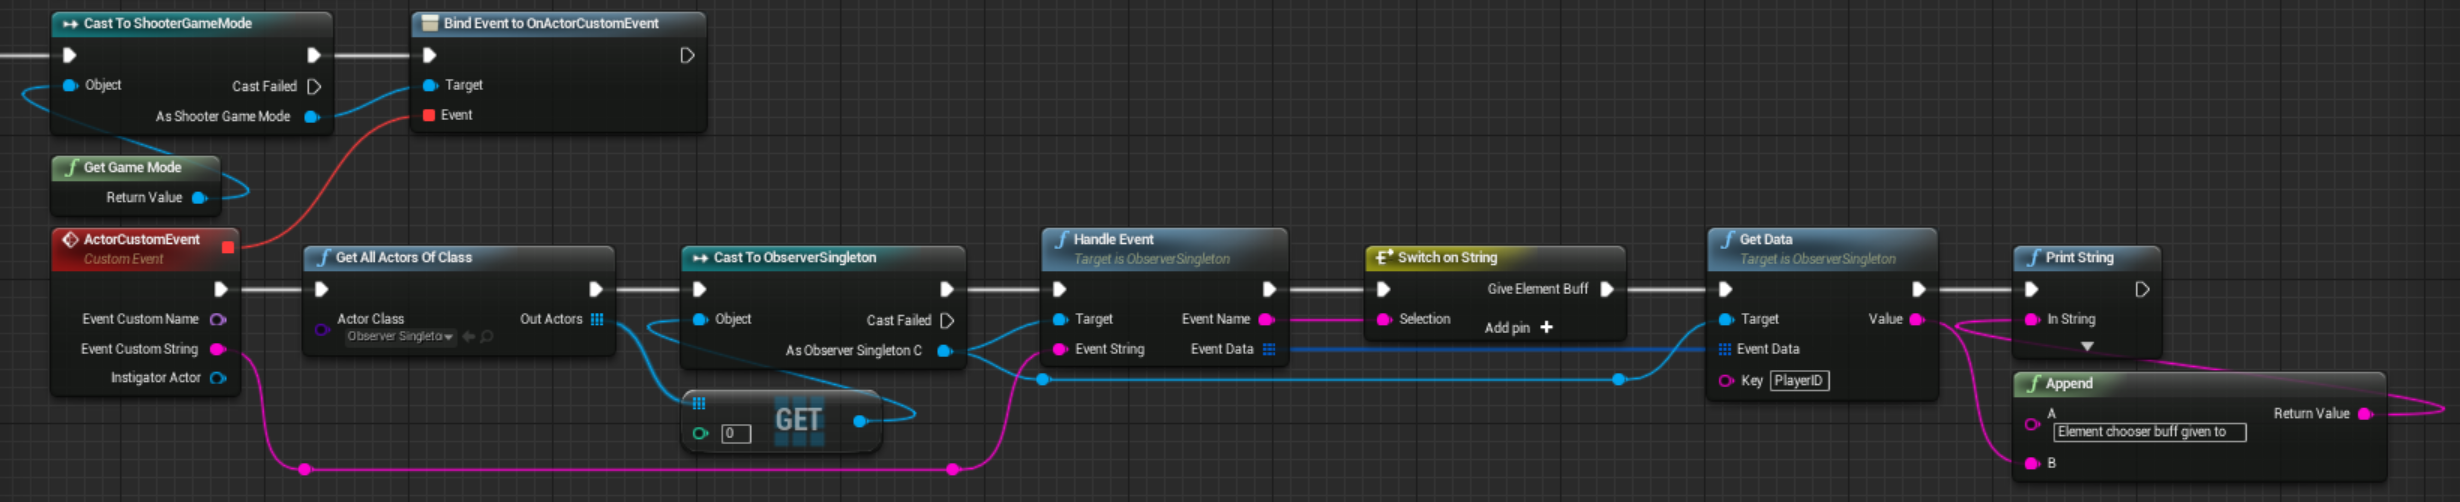 Cast To ShooterGameMode
Object
Cast Failed
As Shooter Game Mode
Bind Event to OnActorCustomEvent
Target
Event
f Get Game Mode
Return Value
ActorCustomEvent
Custom Event
Event Custom Name
Event Custom String
Instigator Actor
f Get All Actors Of Class
Actor Class
Observer Singleto
Out Actors
Cast To ObserverSingleton
Object
Cast Failed
As Observer Singleton C
0
GET
f Handle Event
Target is ObserverSingleton
Target
Event Name
Event String
Event Data
Switch on String
Give Element Buff
Selection
Add pin +
f Get Data
Target is ObserverSingleton
Target
Value
Event Data
Key PlayerID
f Print String
In String
f Append
A
Element chooser buff given to
Return Value
B